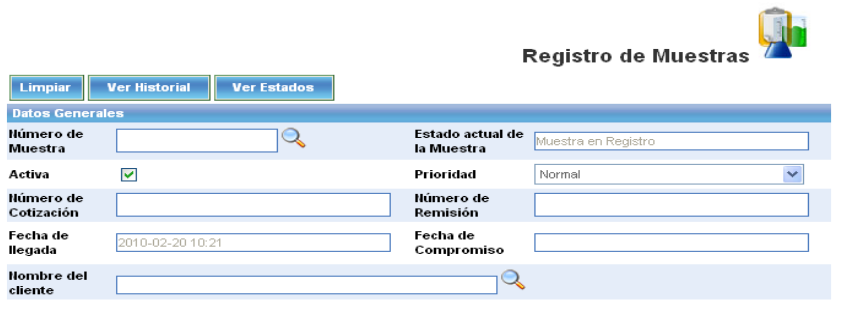 Registro de Muestras
Limpiar Ver Historial Ver Estados
Datos Generales
Número de Muestra Estado actual de la Muestra Muestra en Registro
Activa Prioridad Normal
Número de Cotización Número de Remisión
Fecha de llegada 2010-02-20 10:21 Fecha de Compromiso
Nombre del cliente